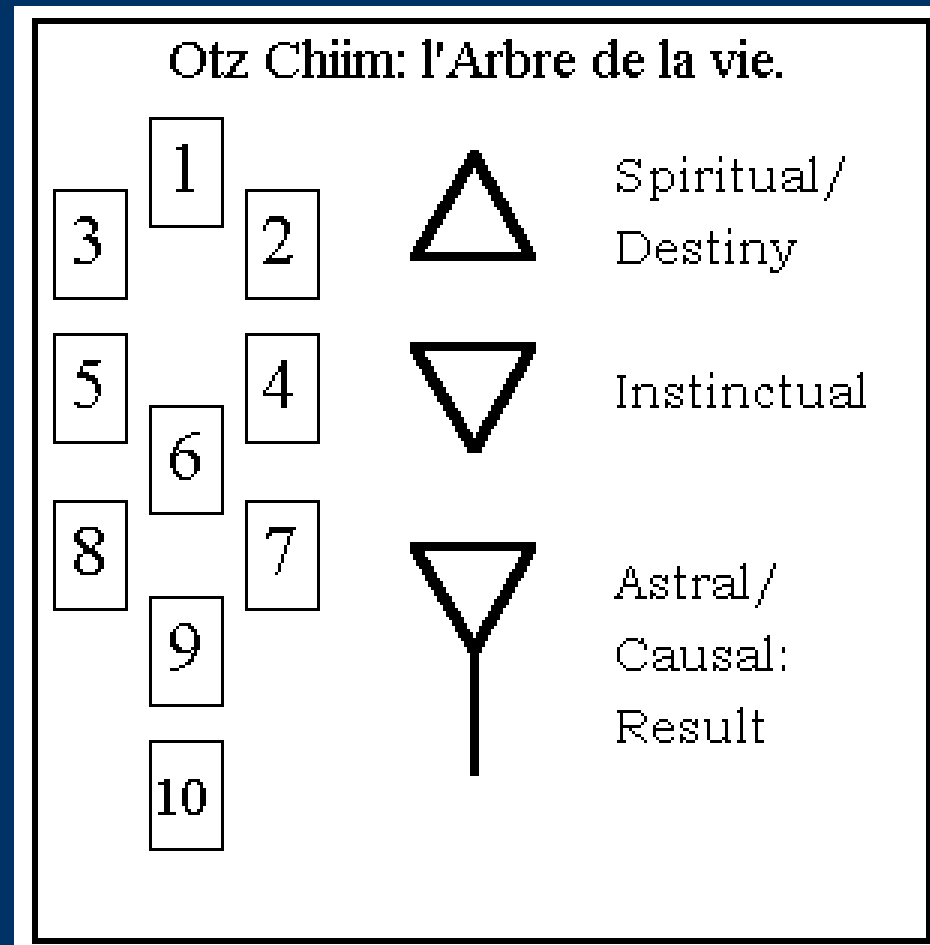 Otz Chiim: l'Arbre de la vie.
1
3
2
5
4
6
8
7
9
10
Spiritual/
Destiny
Instinctual
Astral/
Causal:
Result